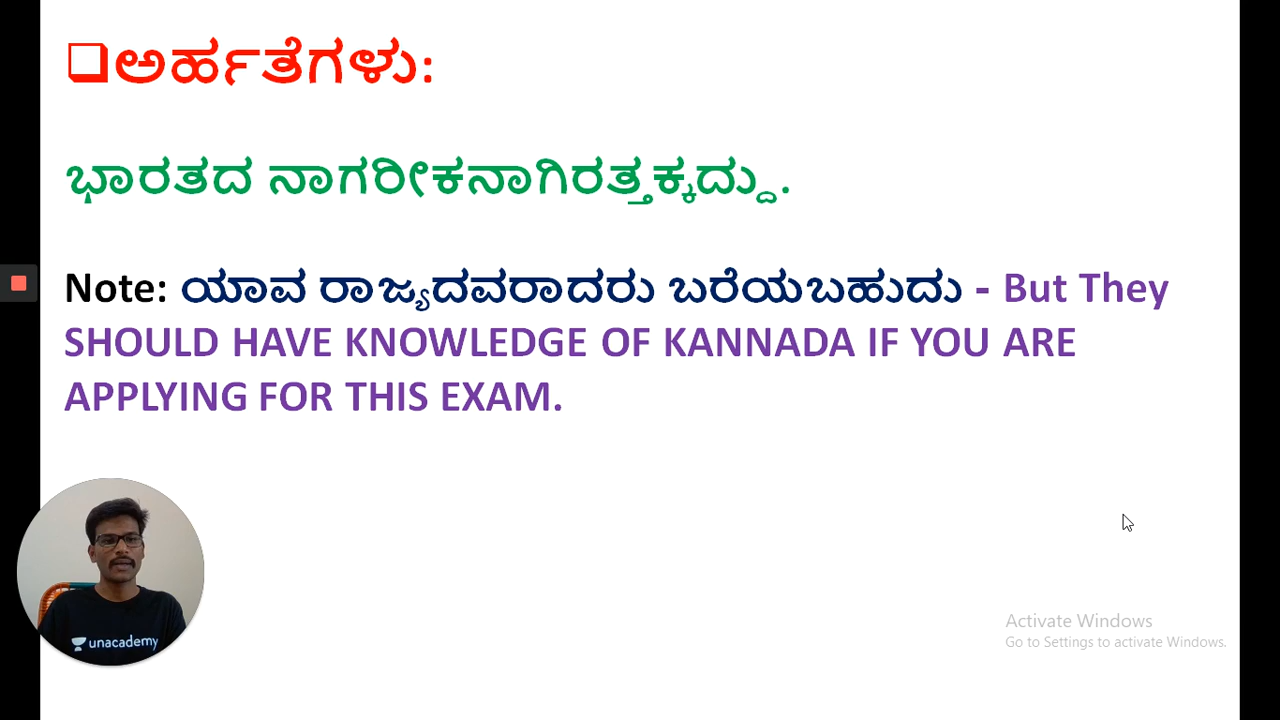 ❑ಅರ್ಹತೆಗಳು:
ಭಾರತದ ನಾಗರೀಕನಾಗಿರತ್ತಕ್ಕದ್ದು.
Note: ಯಾವ ರಾಜ್ಯದವರಾದರು ಬರೆಯಬಹುದು - But They
SHOULD HAVE KNOWLEDGE OF KANNADA IF YOU ARE
APPLYING FOR THIS EXAM.
unacademy
Activate Windows
Go to Settings to activate Windows.